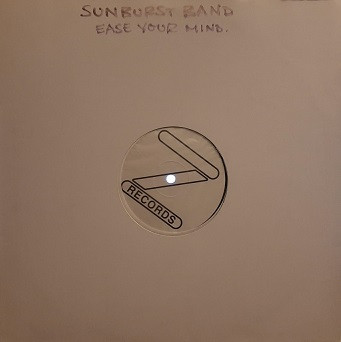 SUNBURST BAND
EASE YOUR MIND.
RECORDS